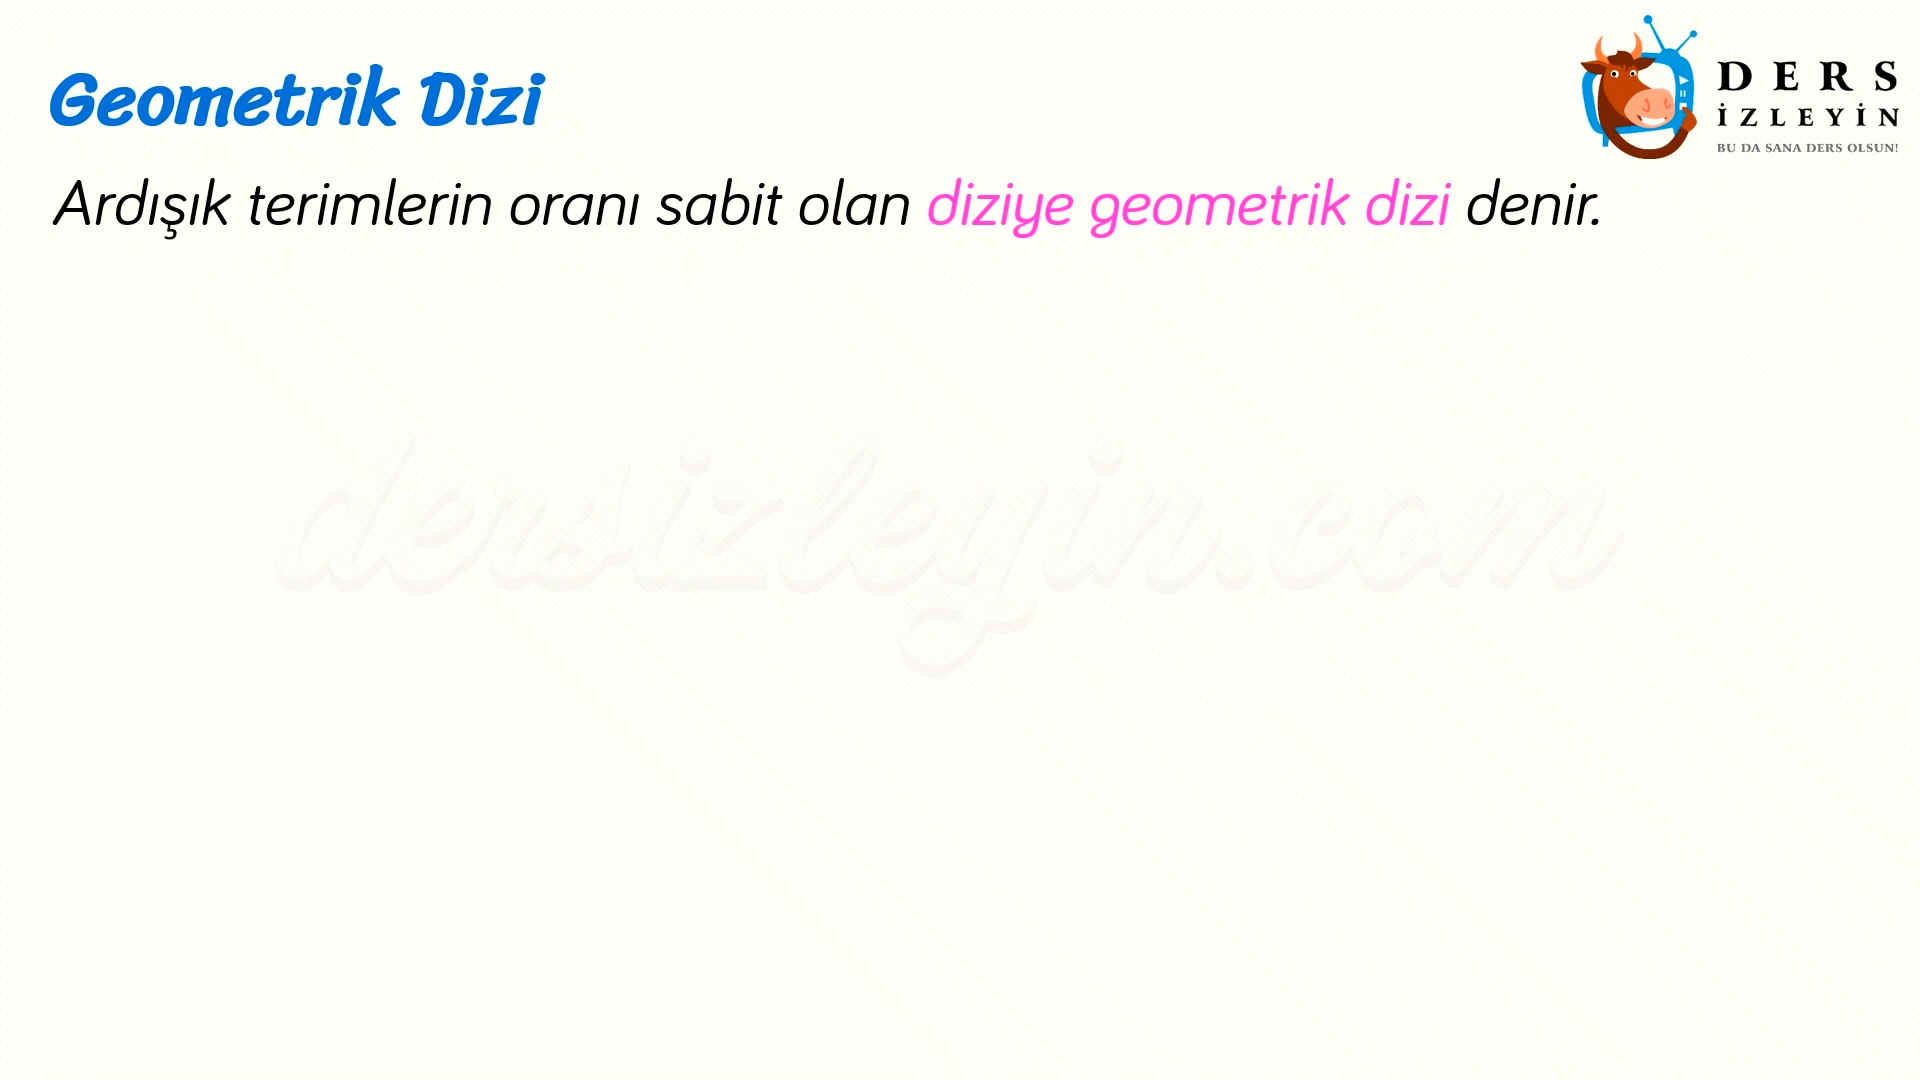 Geometrik Dizi
DERS
İZLEYİN
BU DA SANA DERS OLSUN!
Ardışık terimlerin oranı sabit olan diziye geometrik dizi denir.
dersizleyin.com